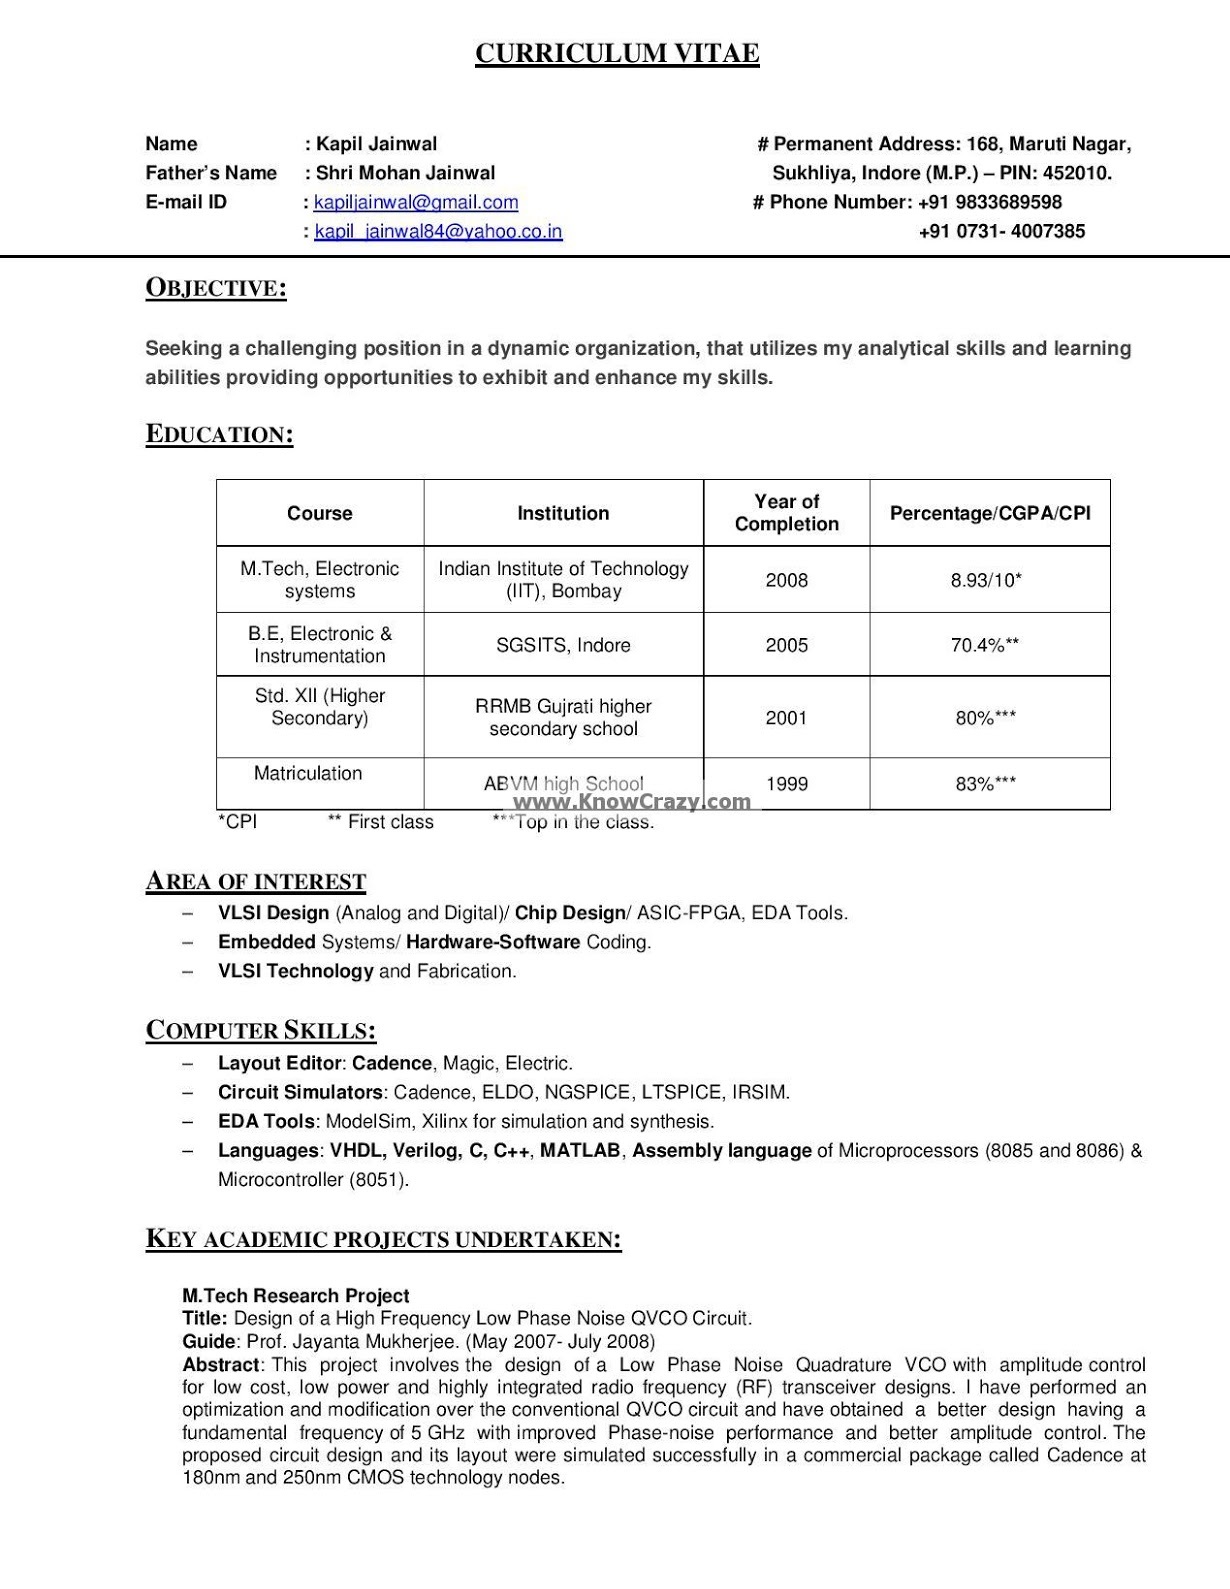 CURRICULUM VITAE
Name : Kapil Jainwal # Permanent Address: 168, Maruti Nagar,
Father's Name : Shri Mohan Jainwal Sukhliya, Indore (M.P.) – PIN: 452010.
E-mail ID : kapiljainwal@gmail.com # Phone Number: +91 9833689598
: kapil_jainwal84@yahoo.co.in +91 0731- 4007385
OBJECTIVE:
Seeking a challenging position in a dynamic organization, that utilizes my analytical skills and learning
abilities providing opportunities to exhibit and enhance my skills.
EDUCATION:
Course Institution Year of Completion Percentage/CGPA/CPI
M.Tech, Electronic systems Indian Institute of Technology (IIT), Bombay 2008 8.93/10*
B.E, Electronic & Instrumentation SGSITS, Indore 2005 70.4%**
Std. XII (Higher Secondary) RRMB Gujrati higher secondary school 2001 80%***
Matriculation ABVM high School 1999 83%***
www.KnowCrazy.com
*CPI ** First class ***Top in the class.
AREA OF INTEREST
– VLSI Design (Analog and Digital)/ Chip Design/ ASIC-FPGA, EDA Tools.
– Embedded Systems/ Hardware-Software Coding.
– VLSI Technology and Fabrication.
COMPUTER SKILLS:
– Layout Editor: Cadence, Magic, Electric.
– Circuit Simulators: Cadence, ELDO, NGSPICE, LTSPICE, IRSIM.
– EDA Tools: ModelSim, Xilinx for simulation and synthesis.
– Languages: VHDL, Verilog, C, C++, MATLAB, Assembly language of Microprocessors (8085 and 8086) &
Microcontroller (8051).
KEY ACADEMIC PROJECTS UNDERTAKEN:
M.Tech Research Project
Title: Design of a High Frequency Low Phase Noise QVCO Circuit.
Guide: Prof. Jayanta Mukherjee. (May 2007- July 2008)
Abstract: This project involves the design of a Low Phase Noise Quadrature VCO with amplitude control
for low cost, low power and highly integrated radio frequency (RF) transceiver designs. I have performed an
optimization and modification over the conventional QVCO circuit and have obtained a better design having a
fundamental frequency of 5 GHz with improved Phase-noise performance and better amplitude control. The
proposed circuit design and its layout were simulated successfully in a commercial package called Cadence at
180nm and 250nm CMOS technology nodes.